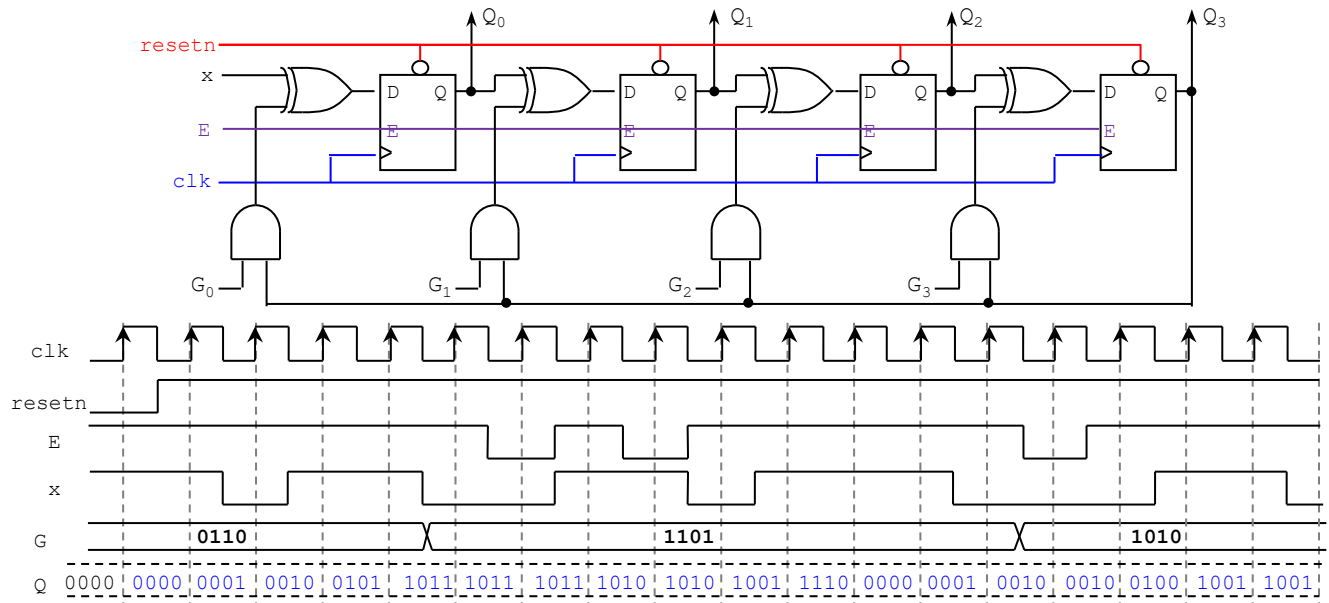 Q0 Q1 Q2 Q3
resetn
x
D Q D Q D Q D Q
E E E E E
clk
G0 G1 G2 G3
clk
resetn
E
x
G 0110 1101 1010
Q 0000 0000 0001 0010 0101 1011 1011 1011 1010 1010 1001 1110 0000 0001 0010 0010 0100 1001 1001